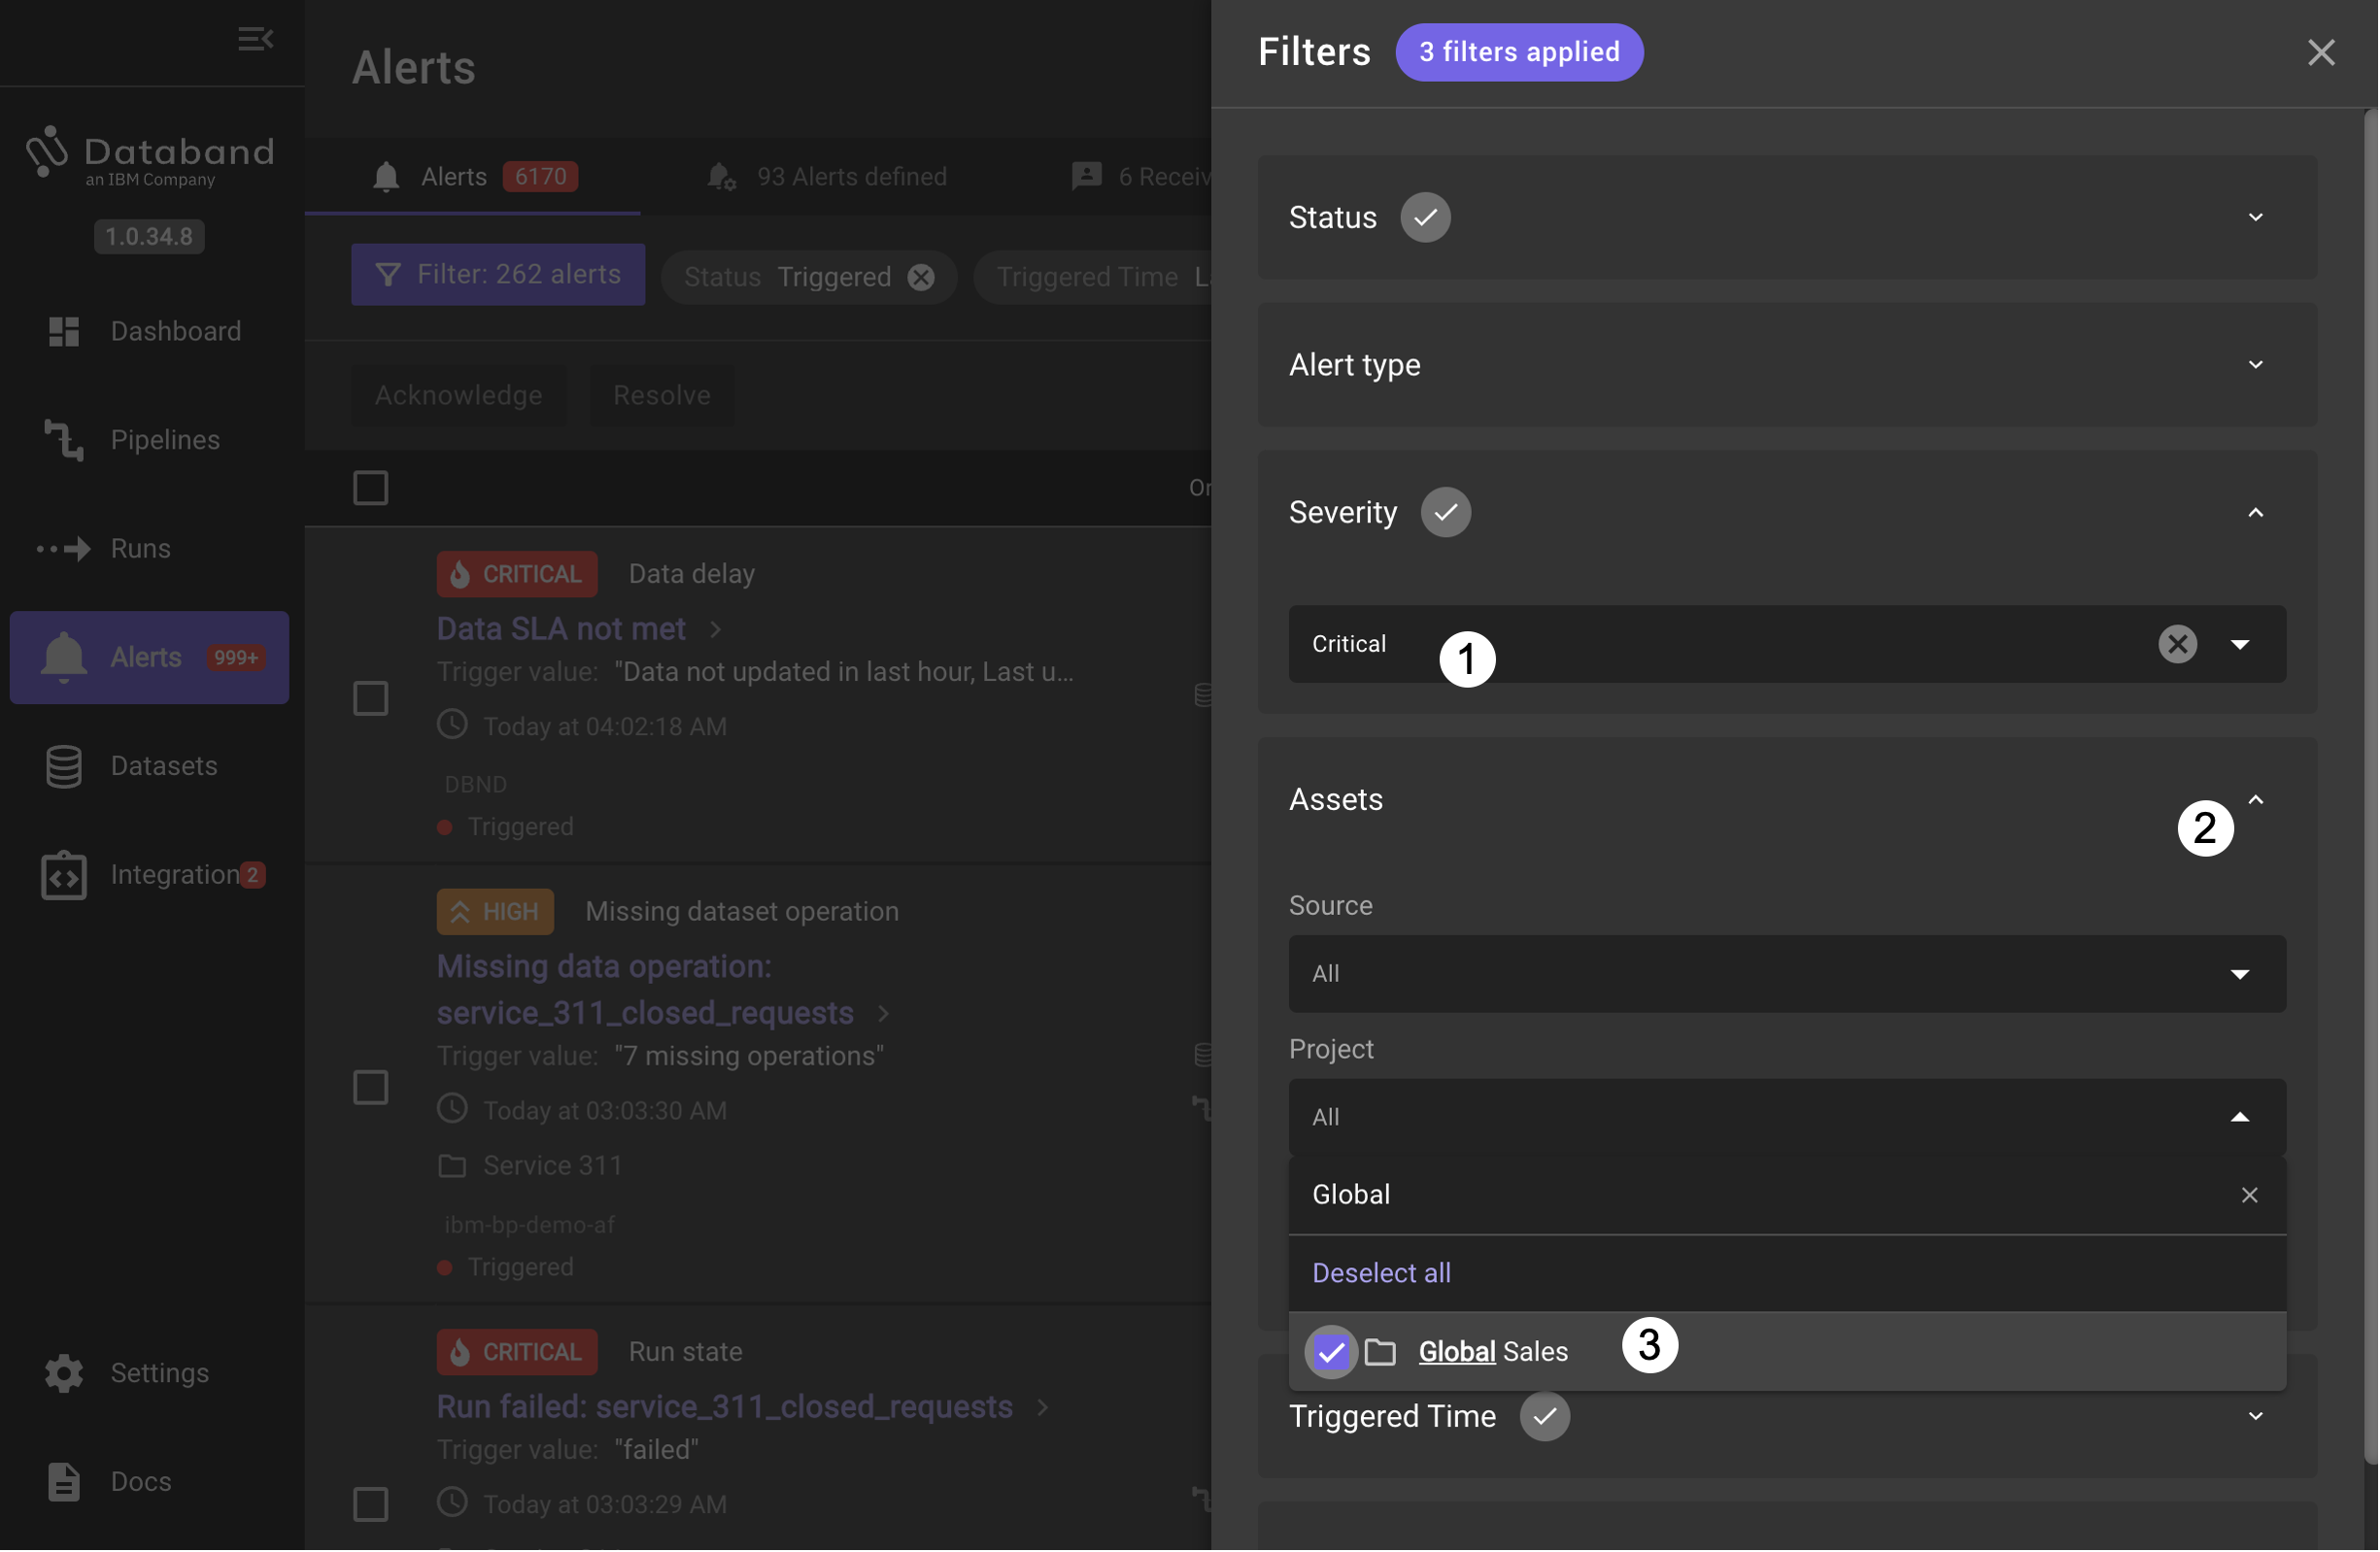 Databand
an IBM Company
1.0.34.8
Dashboard
Pipelines
Runs
Alerts 999+
Datasets
Integration 2
Settings
Docs
Alerts
Alerts 6170 93 Alerts defined 6 Receiv
Filter: 262 alerts Status Triggered Triggered Time L
Acknowledge Resolve
Or
CRITICAL Data delay
Data SLA not met
Trigger value: "Data not updated in last hour, Last u...
Today at 04:02:18 AM
DBND
Triggered
HIGH Missing dataset operation
Missing data operation:
service_311_closed_requests
Trigger value: "7 missing operations"
Today at 03:03:30 AM
Service 311
ibm-bp-demo-af
Triggered
CRITICAL Run state
Run failed: service_311_closed_requests
Trigger value: "failed"
Today at 03:03:29 AM
Filters 3 filters applied
Status
Alert type
Severity
Critical 1
Assets
2
Source
All
Project
All
Global
Deselect all
Global Sales 3
Triggered Time